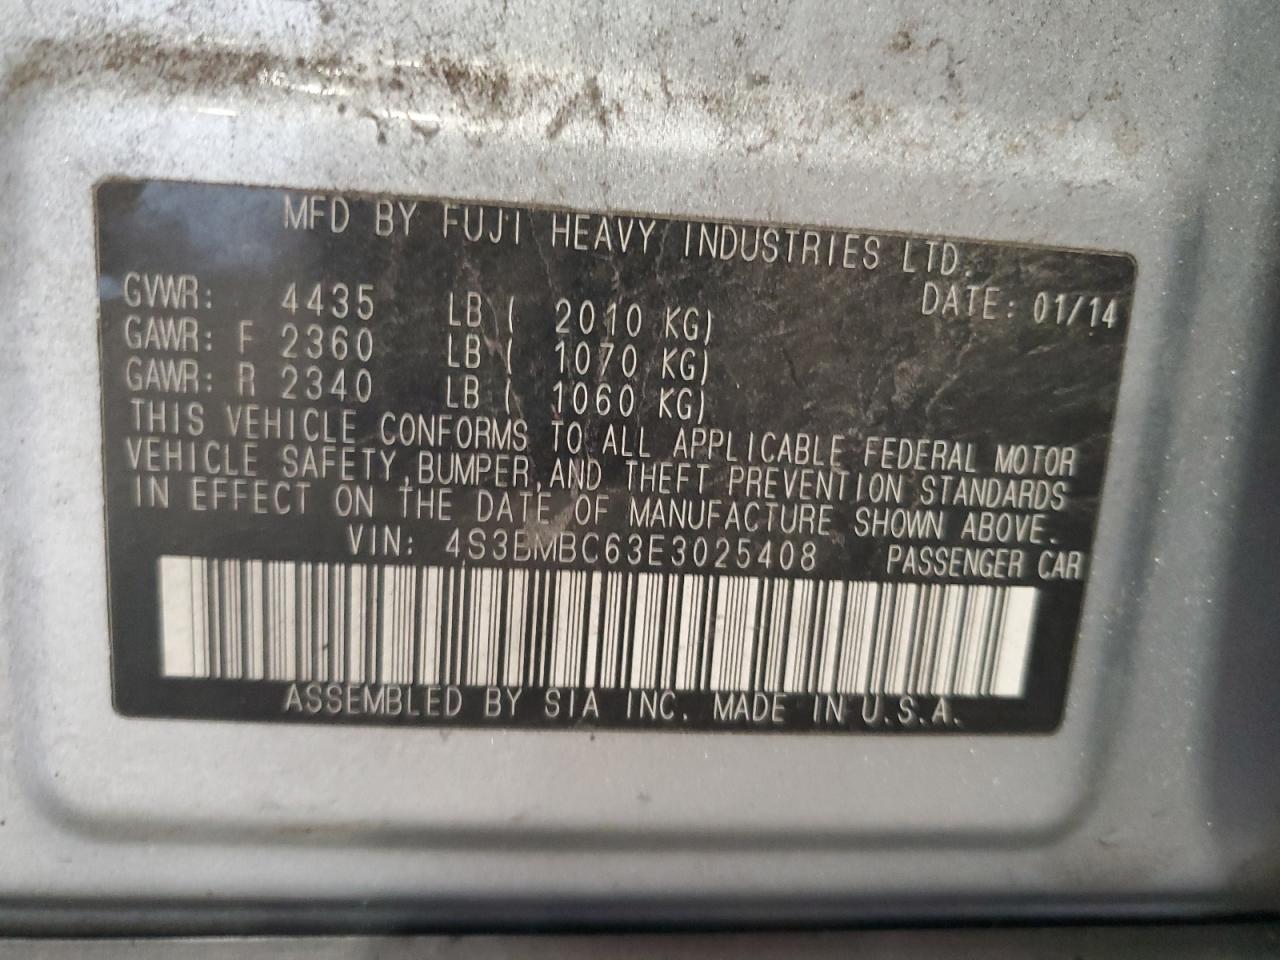 MFD BY FUJI HEAVY INDUSTRIES LTD.
DATE: 01/14
GVWR: 4435 LB ( 2010 KG)
GAWR: F 2360 LB ( 1070 KG)
GAWR: R 2340 LB ( 1060 KG)
THIS VEHICLE CONFORMS TO ALL APPLICABLE FEDERAL MOTOR
VEHICLE SAFETY,BUMPER,AND THEFT PREVENTION STANDARDS
IN EFFECT ON THE DATE OF MANUFACTURE SHOWN ABOVE.
VIN: 4S3BMBC63E3025408 PASSENGER CAR
ASSEMBLED BY SIA INC. MADE IN U.S.A.